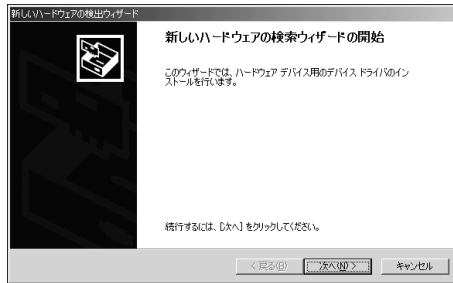 新しいハードウェアの検出ウィザード
新しいハードウェアの検索ウィザードの開始
このウィザードでは、ハードウェア デバイス用のデバイス ドライバのイン
ストールを行います。
続行するには、[次へ] をクリックしてください。
< 戻る(B)
次へ(N) >
キャンセル